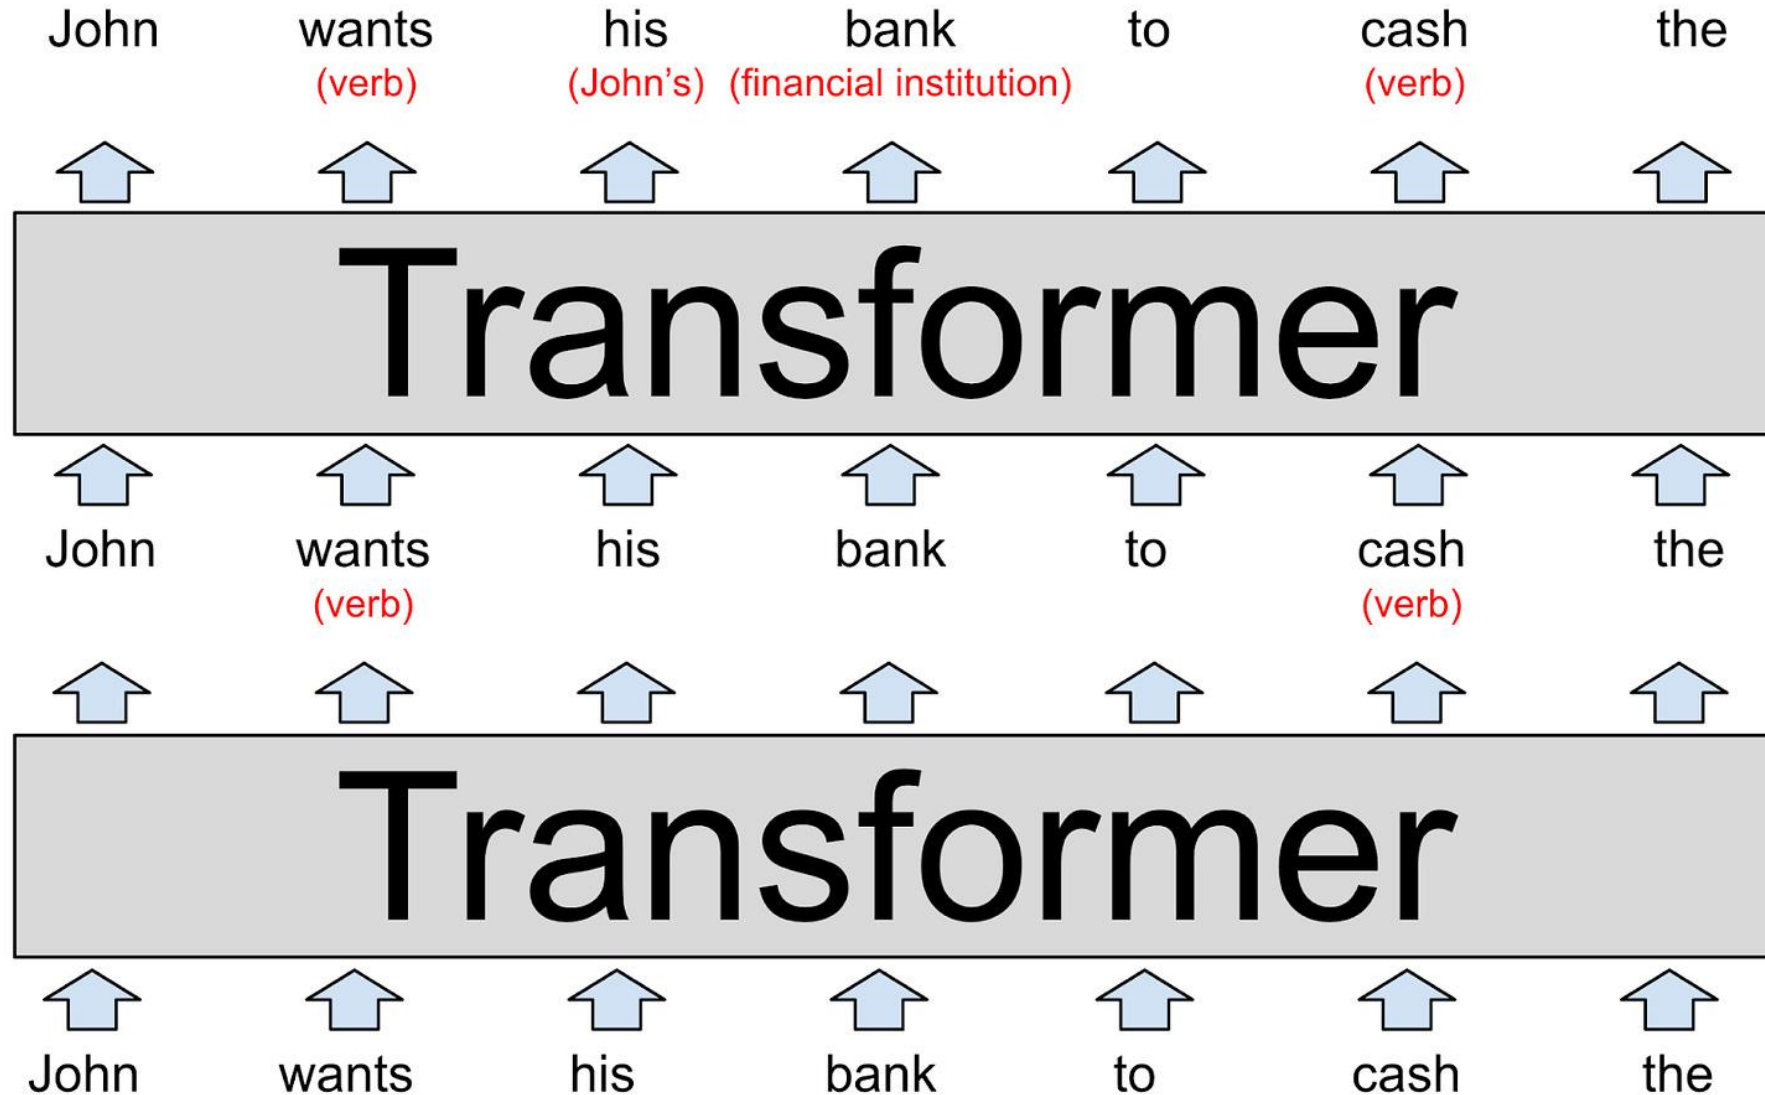 John wants his bank to cash the
(verb) (John's) (financial institution) (verb)
Transformer
John wants his bank to cash the
(verb) (verb)
Transformer
John wants his bank to cash the